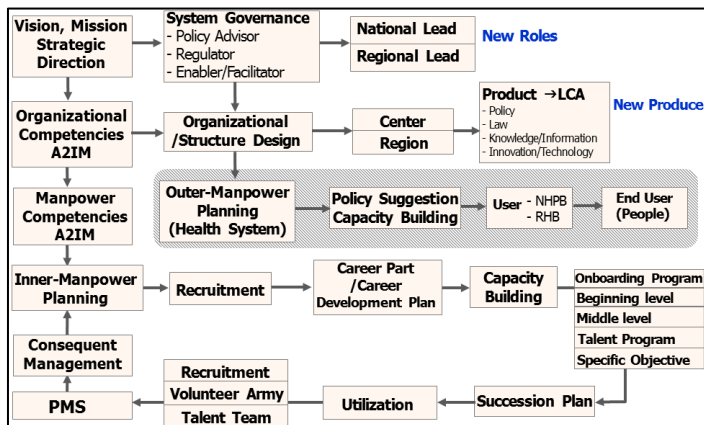 Vision, Mission
Strategic
Direction
System Governance
- Policy Advisor
- Regulator
- Enabler/Facilitator
National Lead
Regional Lead
New Roles
Organizational
Competencies
A2IM
Organizational
/Structure Design
Center
Region
Product →LCA
- Policy
- Law
- Knowledge/Information
- Innovation/Technology
New Produce
Manpower
Competencies
A2IM
Outer-Manpower
Planning
(Health System)
Policy Suggestion
Capacity Building
User - NHPB
- RHB
End User
(People)
Inner-Manpower
Planning
Recruitment
Career Part
/Career
Development Plan
Capacity
Building
Onboarding Program
Beginning level
Middle level
Talent Program
Specific Objective
Consequent
Management
PMS
Recruitment
Volunteer Army
Talent Team
Utilization
Succession Plan